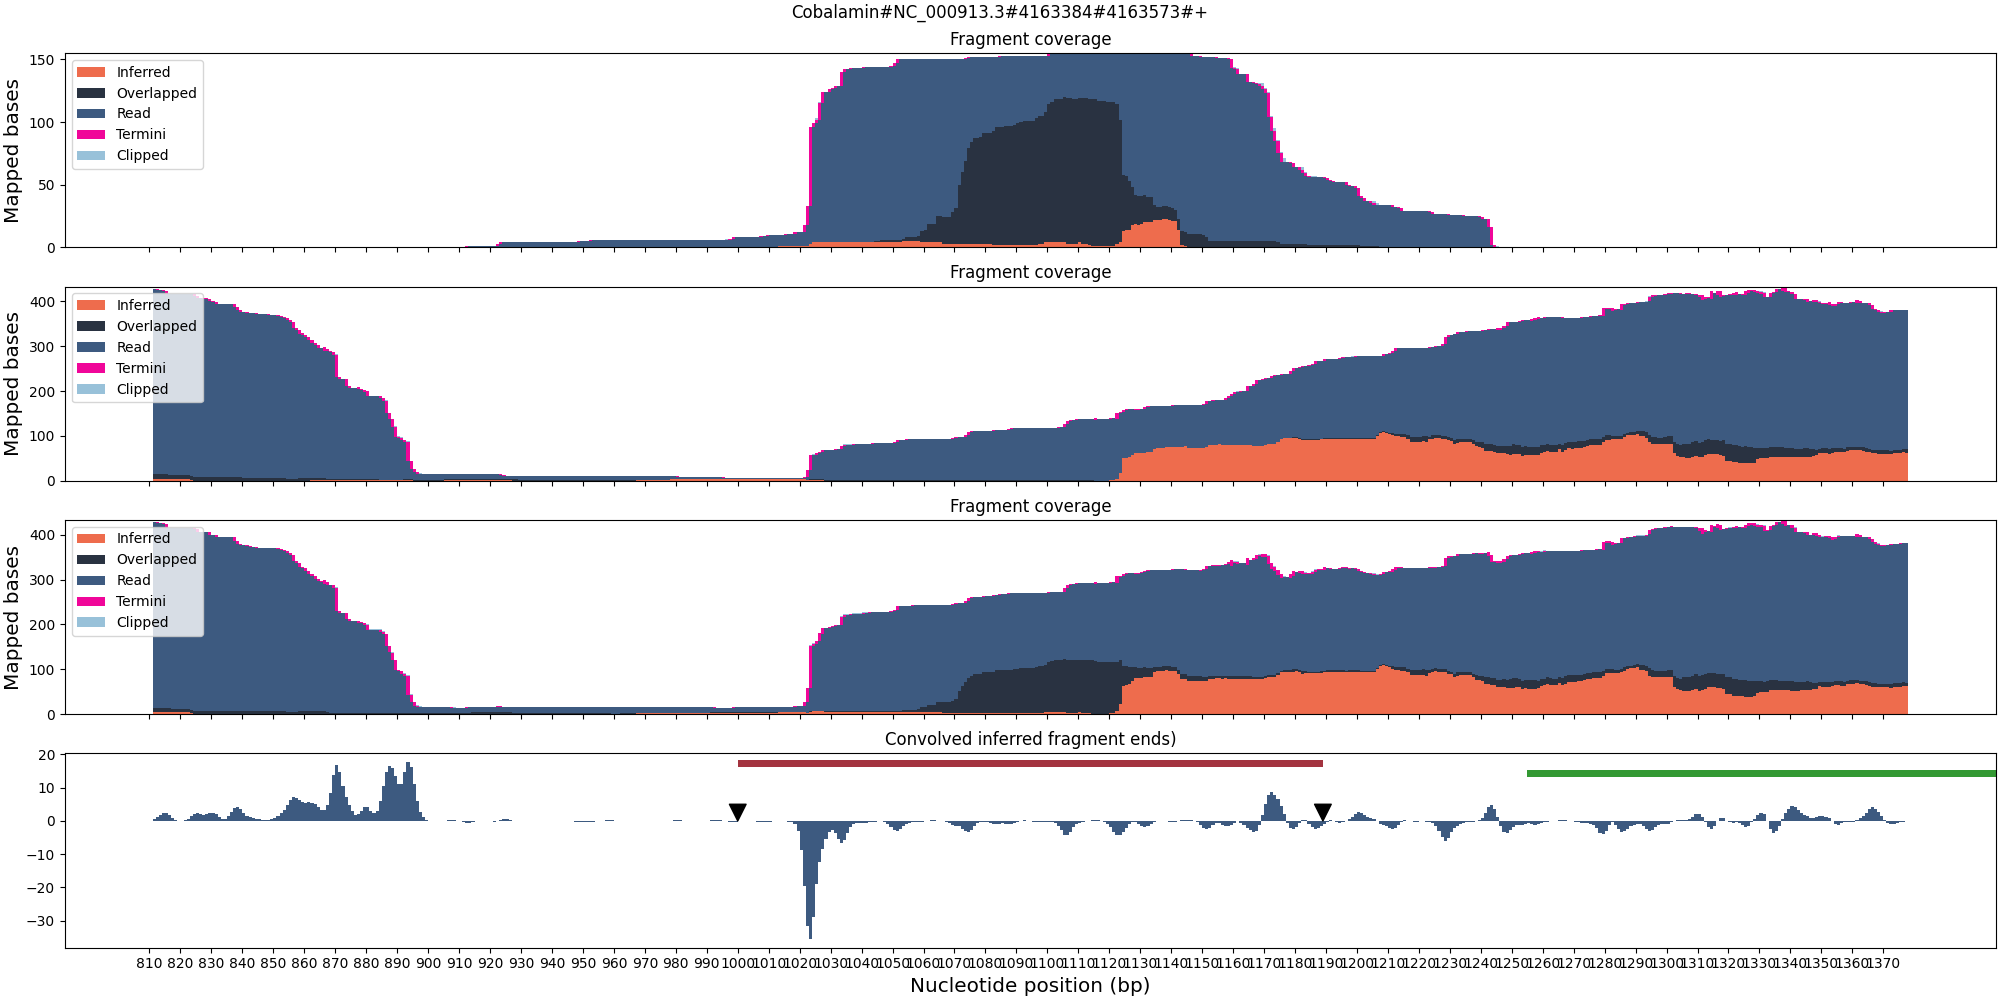 Cobalamin#NC_000913.3#4163384#4163573#+
Fragment coverage
150
100
50
0
Mapped bases
Inferred
Overlapped
Read
Termini
Clipped
Fragment coverage
400
300
200
100
0
Mapped bases
Inferred
Overlapped
Read
Termini
Clipped
Fragment coverage
400
300
200
100
0
Mapped bases
Inferred
Overlapped
Read
Termini
Clipped
Convolved inferred fragment ends)
20
10
0
−10
−20
−30
810 820 830 840 850 860 870 880 890 900 910 920 930 940 950 960 970 980 990 1000 1010 1020 1030 1040 1050 1060 1070 1080 1090 1100 1110 1120 1130 1140 1150 1160 1170 1180 1190 1200 1210 1220 1230 1240 1250 1260 1270 1280 1290 1300 1310 1320 1330 1340 1350 1360 1370
Nucleotide position (bp)